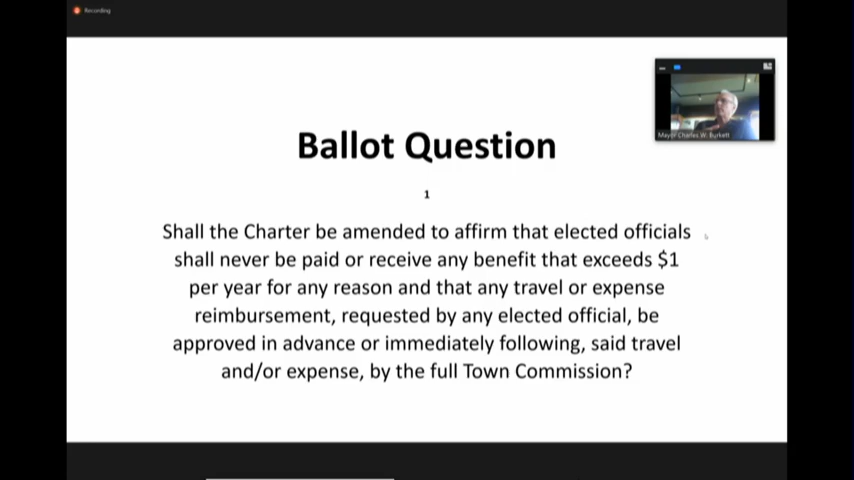 Recording
Mayor Charles W. Burkett
Ballot Question
1
Shall the Charter be amended to affirm that elected officials
shall never be paid or receive any benefit that exceeds $1
per year for any reason and that any travel or expense
reimbursement, requested by any elected official, be
approved in advance or immediately following, said travel
and/or expense, by the full Town Commission?